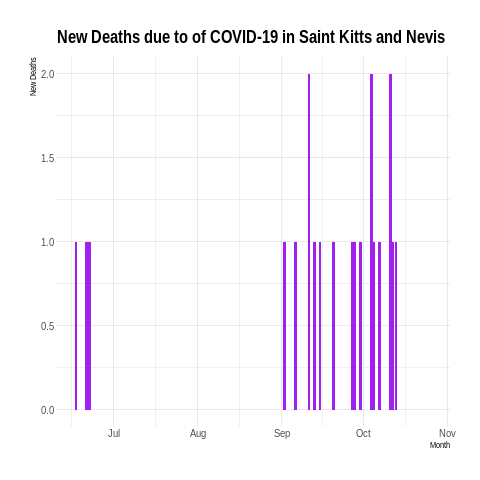 New Deaths due to of COVID-19 in Saint Kitts and Nevis
New Deaths
2.0
1.5
1.0
0.5
0.0
Jul Aug Sep Oct Nov
Month